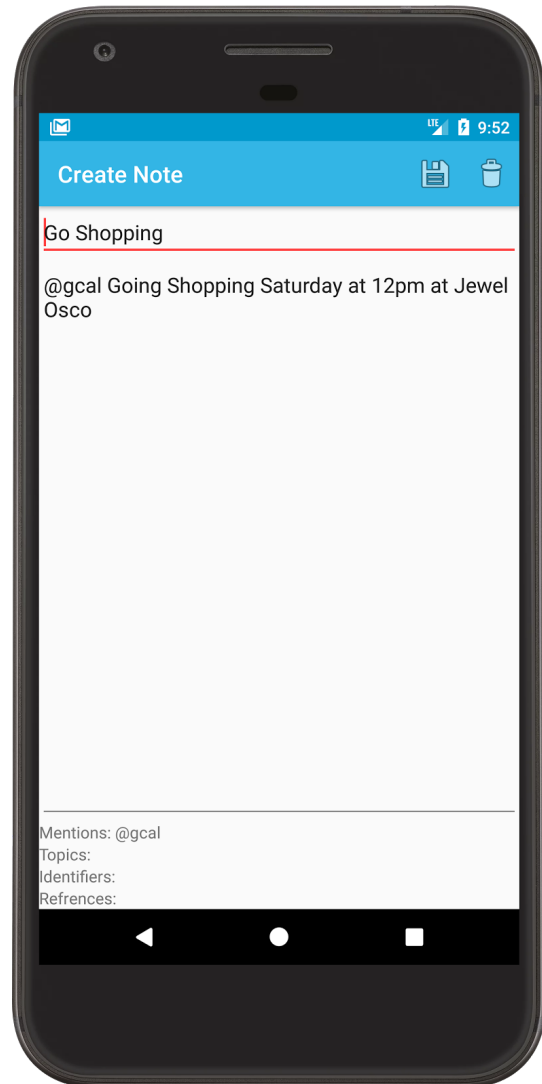 LTE 9:52
Create Note
Go Shopping
@gcal Going Shopping Saturday at 12pm at Jewel
Osco
Mentions: @gcal
Topics:
Identifiers:
Refrences: